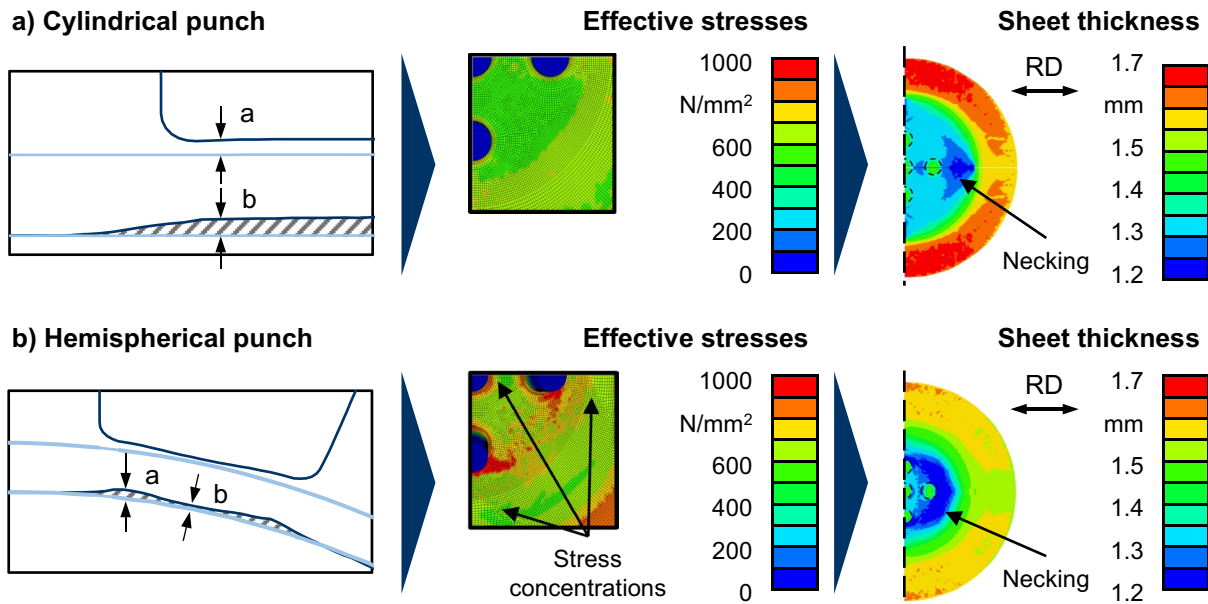 a) Cylindrical punch
Effective stresses
Sheet thickness
a
b
1000
N/mm²
600
400
200
0
RD
Necking
1.7
mm
1.5
1.4
1.3
1.2
b) Hemispherical punch
Effective stresses
Sheet thickness
a
b
Stress
concentrations
1000
N/mm²
600
400
200
0
RD
Necking
1.7
mm
1.5
1.4
1.3
1.2